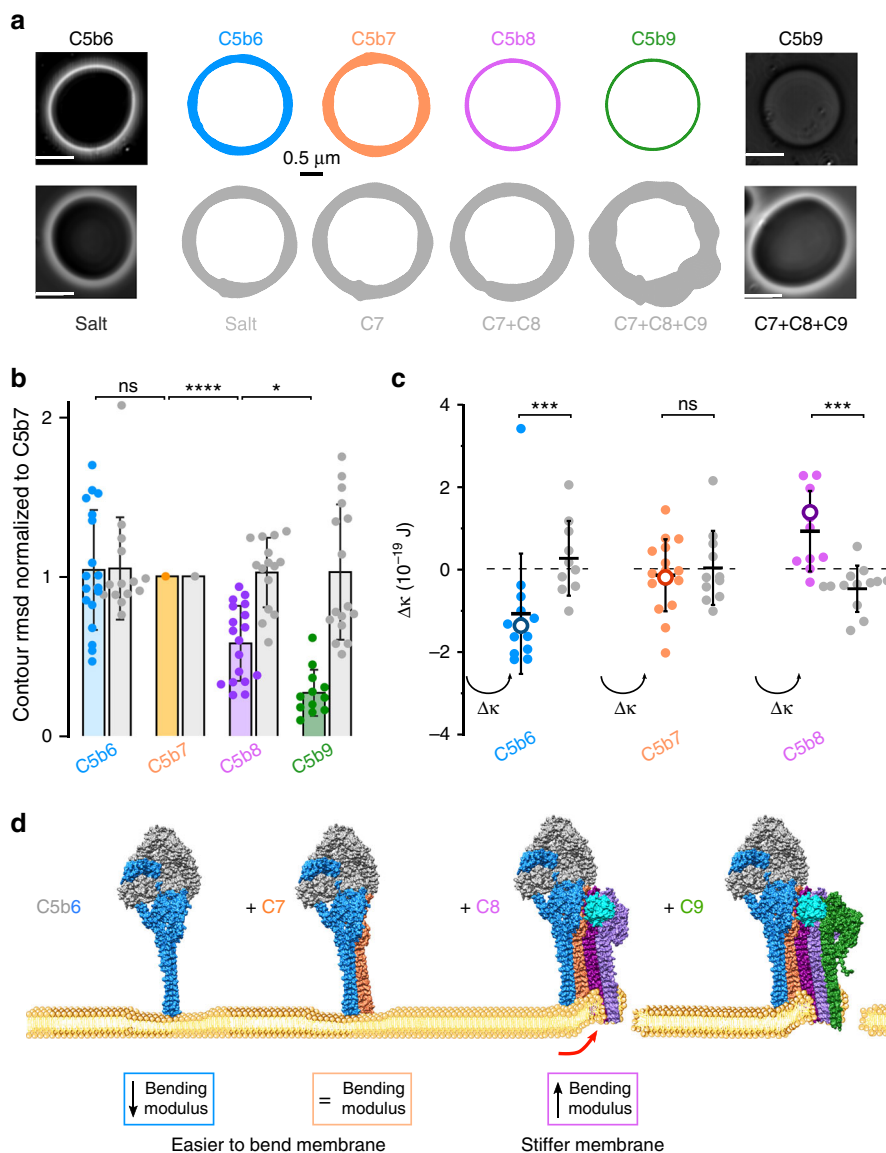 a
C5b6 C5b6 C5b7 C5b8 C5b9 C5b9
0.5 μm
Salt Salt C7 C7+C8 C7+C8+C9 C7+C8+C9
b
ns **** *
2
1
0
Contour rmsd normalized to C5b7
C5b6 C5b7 C5b8 C5b9
c
*** ns ***
4
2
0
−2
−4
Δκ (10⁻¹⁹ J)
Δκ Δκ Δκ
C5b6 C5b7 C5b8
d
C5b6 + C7 + C8 + C9
↓ Bending modulus
= Bending modulus
↑ Bending modulus
Easier to bend membrane Stiffer membrane